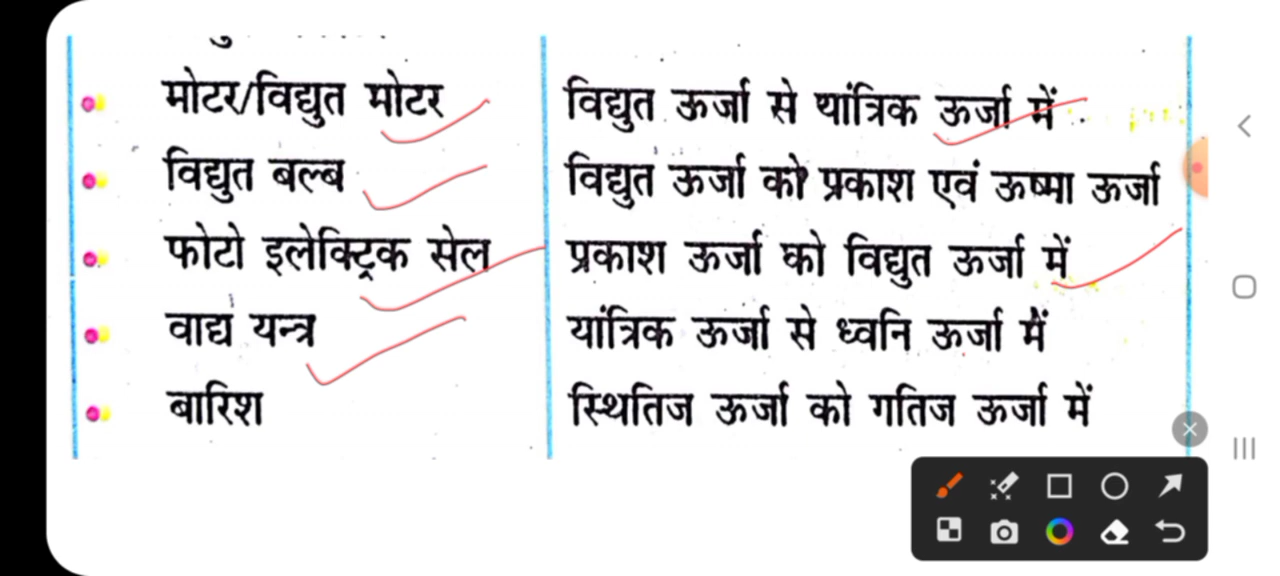 मोटर/विद्युत मोटर विद्युत ऊर्जा से यांत्रिक ऊर्जा में
विद्युत बल्ब विद्युत ऊर्जा को प्रकाश एवं ऊष्मा ऊर्जा
फोटो इलेक्ट्रिक सेल प्रकाश ऊर्जा को विद्युत ऊर्जा में
वाद्य यन्त्र यांत्रिक ऊर्जा से ध्वनि ऊर्जा में
बारिश स्थितिज ऊर्जा को गतिज ऊर्जा में